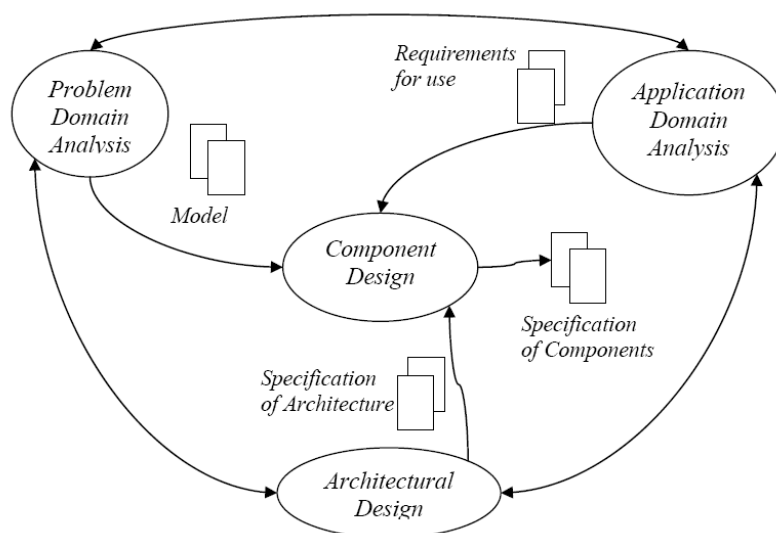 Problem
Domain
Analysis
Requirements
for use
Application
Domain
Analysis
Model
Component
Design
Specification
of Components
Specification
of Architecture
Architectural
Design